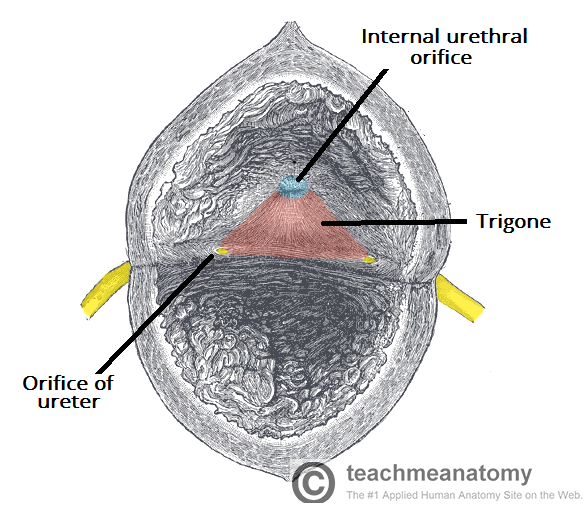 Internal urethral
orifice
Trigone
Orifice of
ureter
© teachmeanatomy
The #1 Applied Human Anatomy Site on the Web.